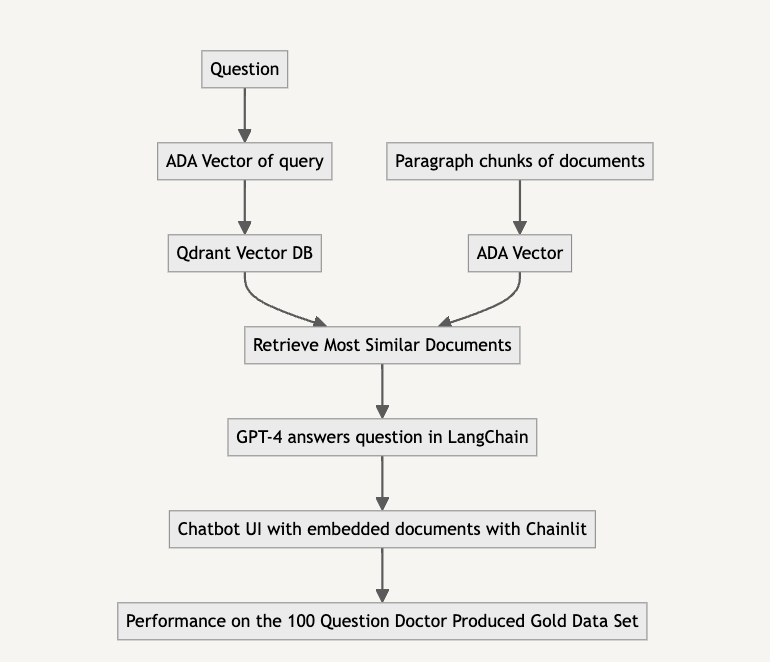 Question
ADA Vector of query
Paragraph chunks of documents
Qdrant Vector DB
ADA Vector
Retrieve Most Similar Documents
GPT-4 answers question in LangChain
Chatbot UI with embedded documents with Chainlit
Performance on the 100 Question Doctor Produced Gold Data Set